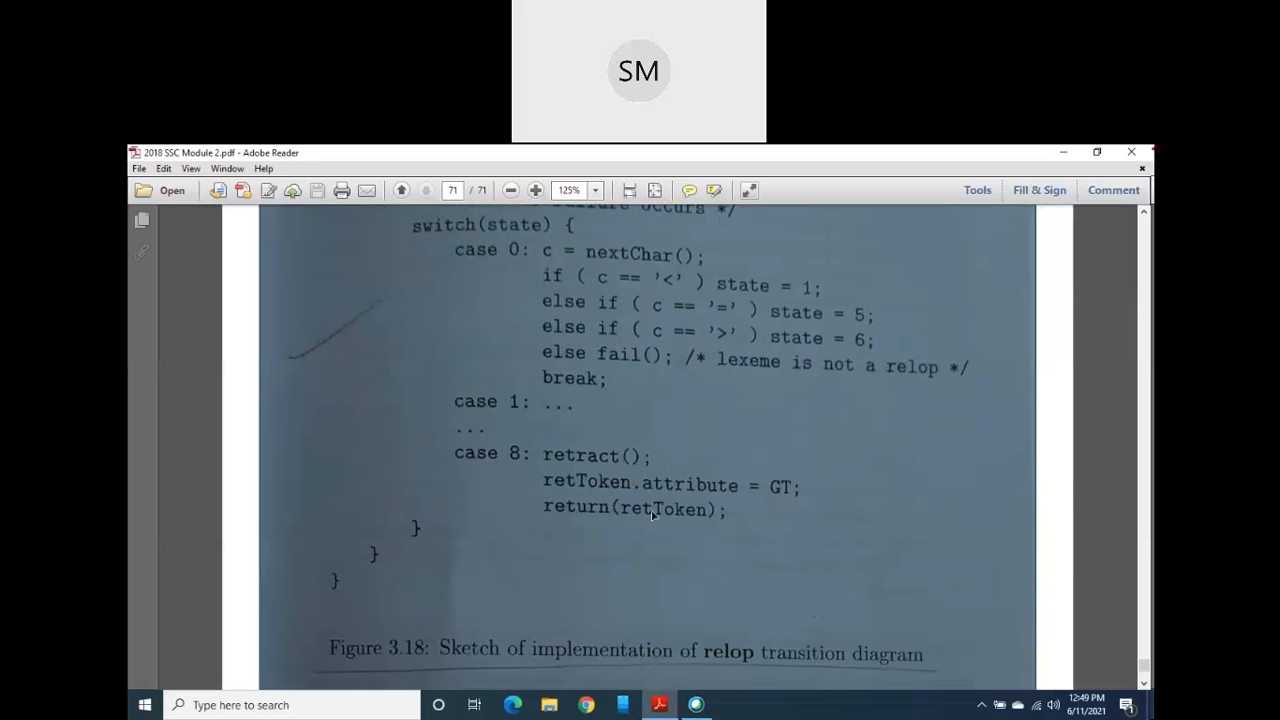 SM
2018 SSC Module 2.pdf - Adobe Reader
File Edit View Window Help
Open 71 / 71 125% Tools Fill & Sign Comment
occurs */
switch(state) {
case 0: c = nextChar();
if ( c == '<' ) state = 1;
else if ( c == '=' ) state = 5;
else if ( c == '>' ) state = 6;
else fail(); /* lexeme is not a relop */
break;
case 1: ...
...
case 8: retract();
retToken.attribute = GT;
return(retToken);
}
}
}
Figure 3.18: Sketch of implementation of relop transition diagram
Type here to search
12:49 PM
6/11/2021